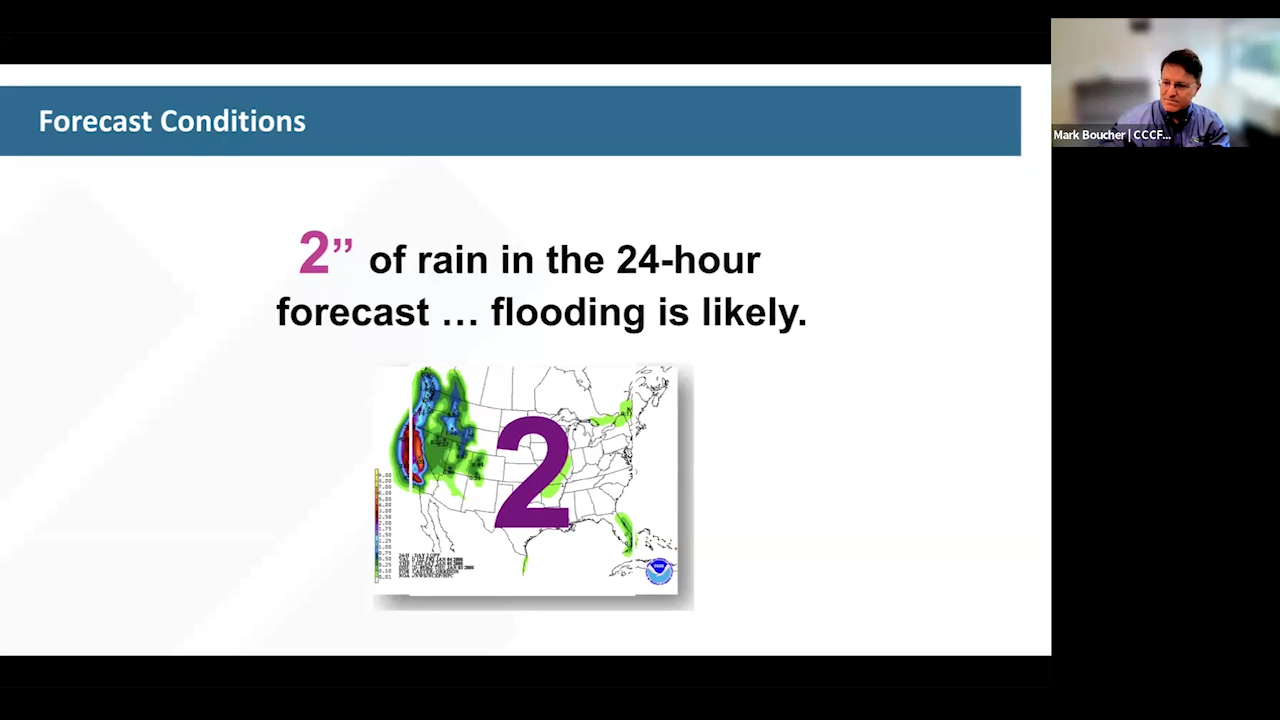 Forecast Conditions
Mark Boucher | CCCF...
2” of rain in the 24-hour
forecast … flooding is likely.
2